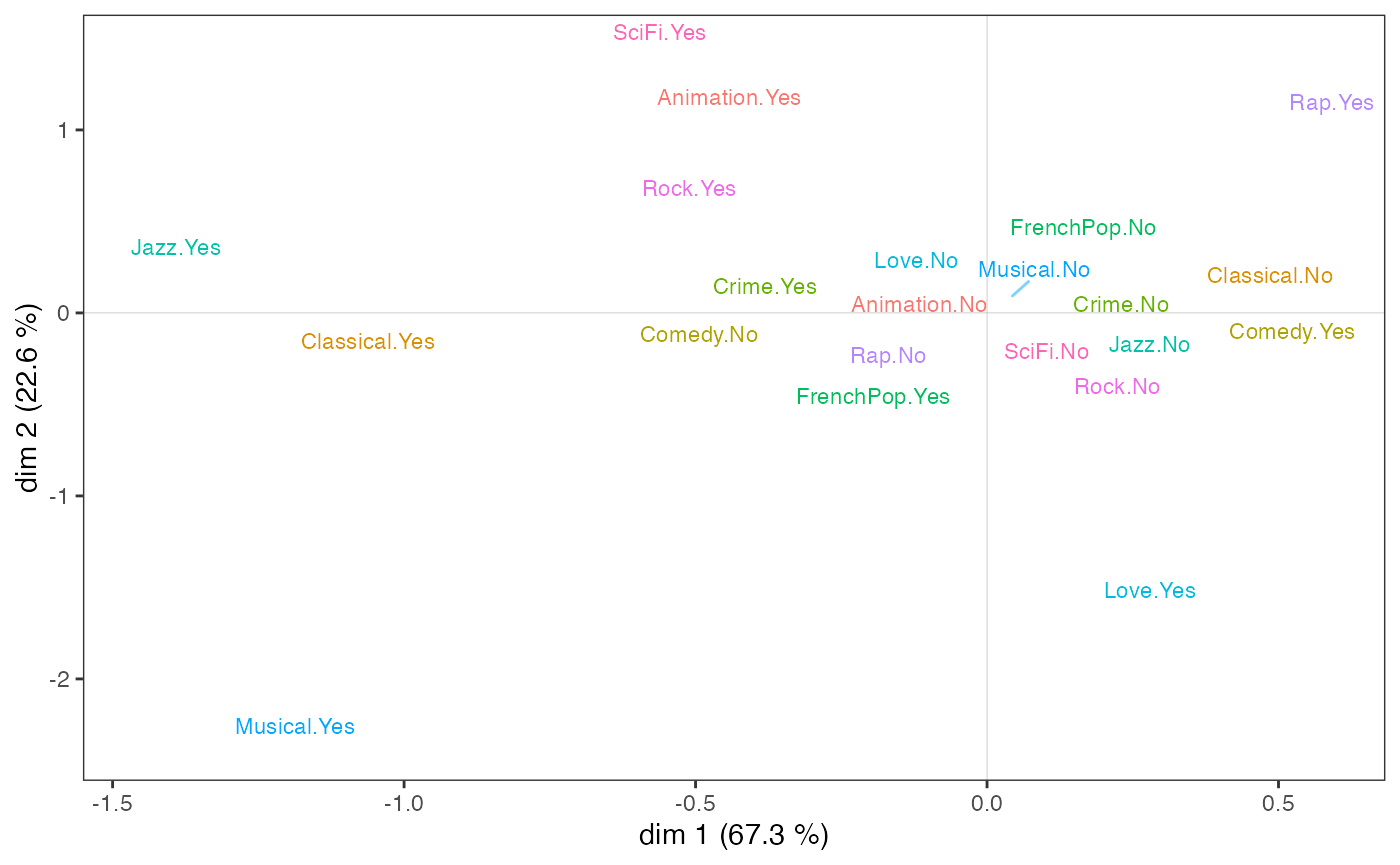 SciFi.Yes
Animation.Yes
Rap.Yes
1
Rock.Yes
FrenchPop.No
Jazz.Yes
Love.No
Musical.No
Classical.No
Crime.Yes
Animation.No
Crime.No
0
Comedy.No
Comedy.Yes
Classical.Yes
Rap.No
SciFi.No
Jazz.No
Rock.No
FrenchPop.Yes
dim 2 (22.6 %)
-1
Love.Yes
-2
Musical.Yes
-1.5
-1.0
-0.5
0.0
0.5
dim 1 (67.3 %)